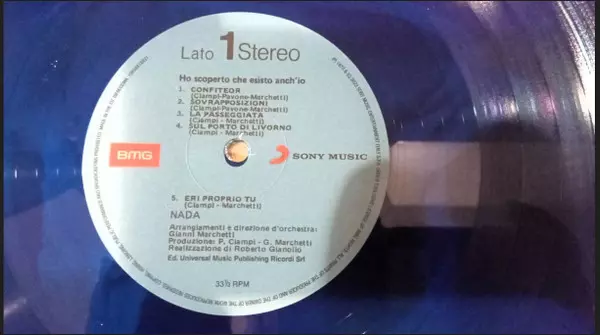 Lato 1 Stereo
Ho scoperto che esisto anch'io
1. CONFITEOR
(Ciampi-Pavone-Marchetti)
2. SOVRAPPOSIZIONI
(Ciampi-Pavone-Marchetti)
3. LA PASSEGGIATA
(Ciampi - Marchetti)
4. SUL PORTO DI LIVORNO
(Ciampi - Marchetti)
BMG
SONY MUSIC
5. ERI PROPRIO TU
(Ciampi - Marchetti)
NADA
Arrangiamenti e direzione d'orchestra:
Gianni Marchetti
Produzione: P. Ciampi - G. Marchetti
Realizzazione di Roberto Gianolio
Ed. Universal Music Publishing Ricordi Srl
33⅓ RPM